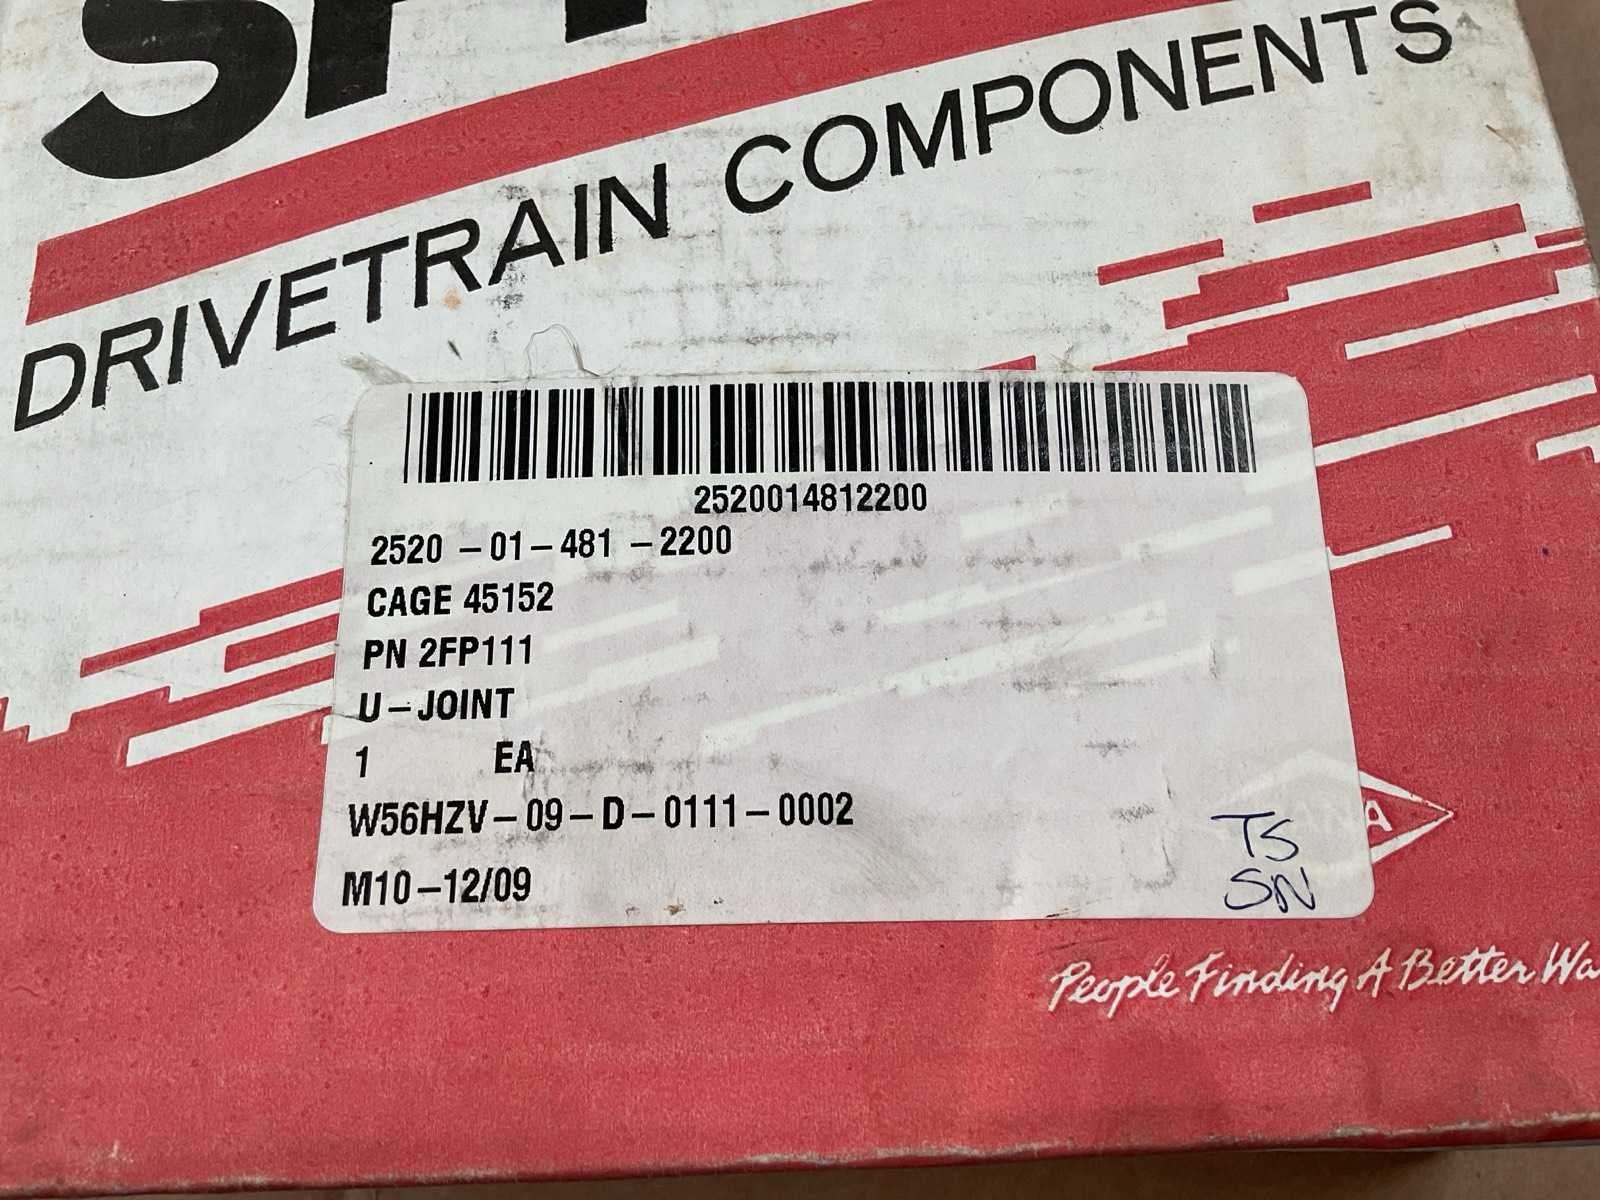 DRIVETRAIN COMPONENTS
2520014812200
2520 -01-481 -2200
CAGE 45152
PN 2FP111
U-JOINT
1 EA
W56HZV-09-D-0111-0002
M10-12/09
TS
SN
People Finding A Better